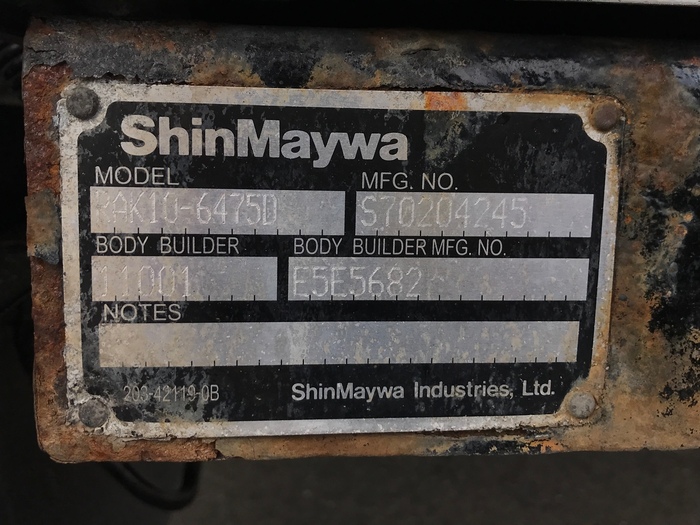 ShinMaywa
MODEL MFG. NO.
RAK10-6475D S70204245
BODY BUILDER BODY BUILDER MFG. NO.
11001 E5E5682
NOTES
203-42119-0B ShinMaywa Industries, Ltd.